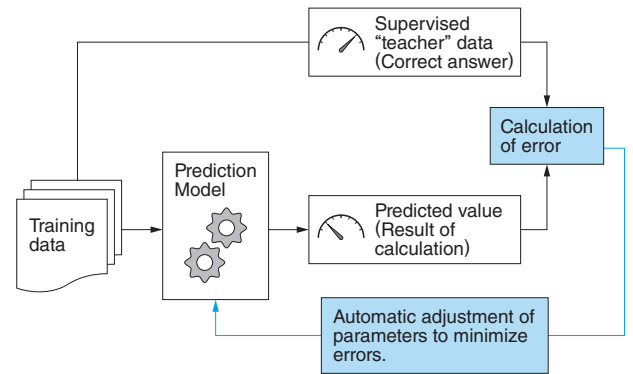 Supervised
“teacher” data
(Correct answer)
Calculation
of error
Prediction
Model
Training
data
Predicted value
(Result of
calculation)
Automatic adjustment of
parameters to minimize
errors.